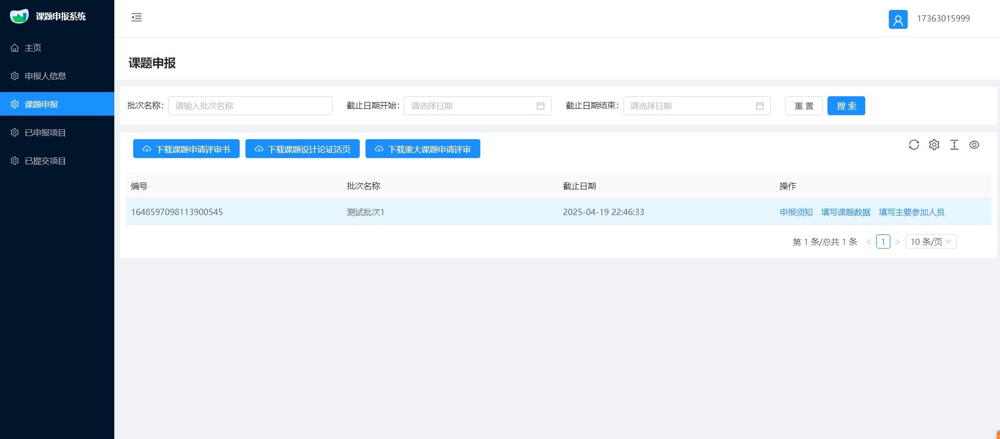 课题申报系统
17363015999
主页
申报人信息
课题申报
已申报项目
已提交项目
课题申报
批次名称: 请输入批次名称 截止日期开始: 请选择日期 截止日期结束: 请选择日期 重 置 搜 索
下载课题申请评审书 下载课题设计论证活页 下载重大课题申请评审
编号 批次名称 截止日期 操作
1648597098113900545 测试批次1 2025-04-19 22:46:33 申报须知 填写课题数据 填写主要参加人员
第 1 条/总共 1 条 < 1 > 10 条/页